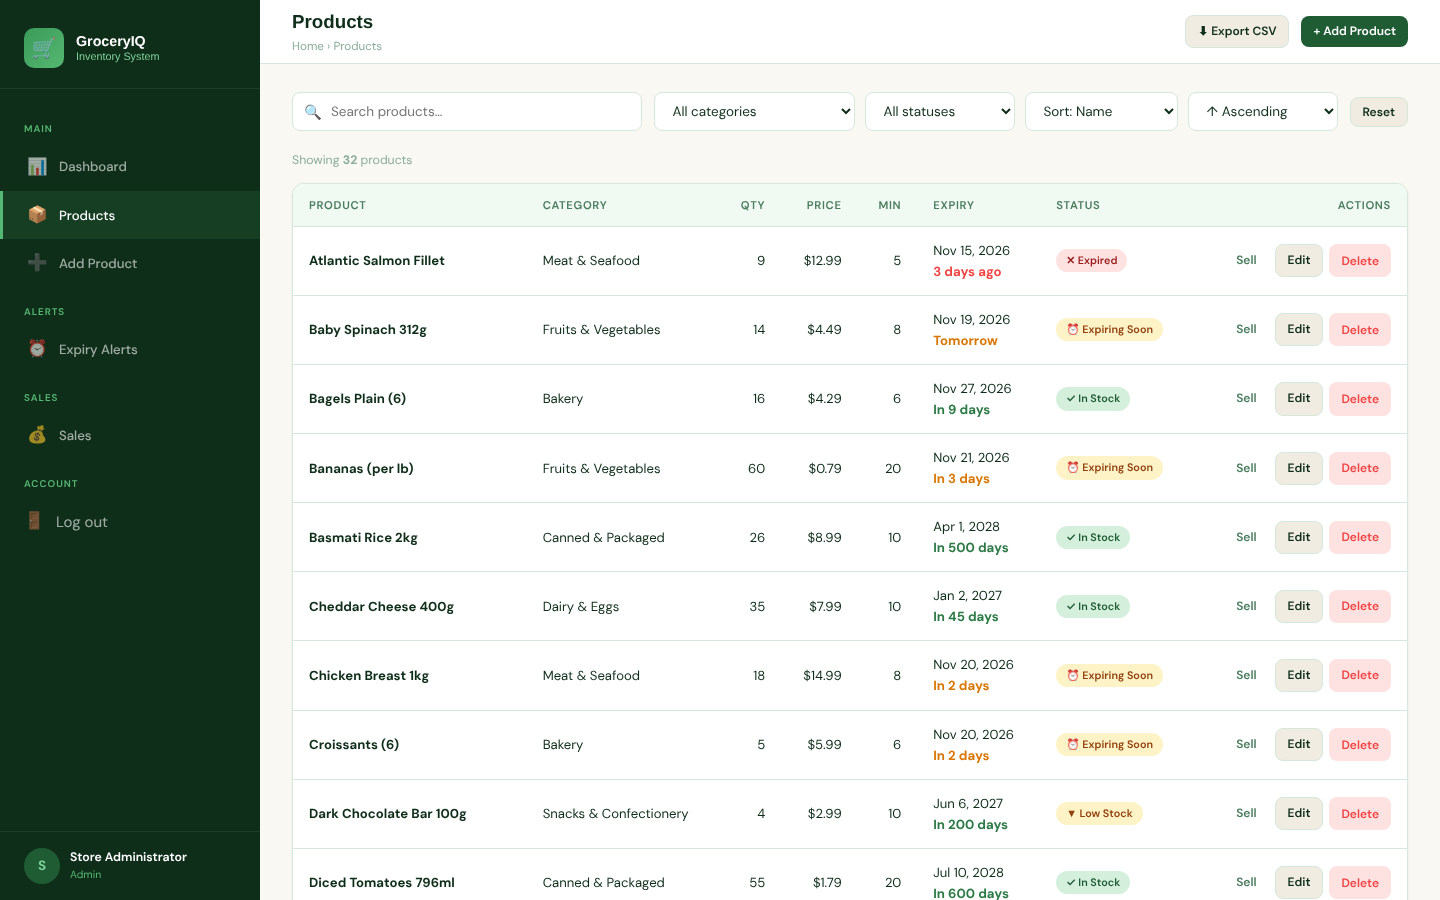 GroceryIQ
Inventory System
MAIN
Dashboard
Products
Add Product
ALERTS
Expiry Alerts
SALES
Sales
ACCOUNT
Log out
S
Store Administrator
Admin
Products
Home › Products
⬇ Export CSV
+ Add Product
Search products...
All categories
All statuses
Sort: Name
↑ Ascending
Reset
Showing 32 products
PRODUCT CATEGORY QTY PRICE MIN EXPIRY STATUS ACTIONS
Atlantic Salmon Fillet Meat & Seafood 9 $12.99 5 Nov 15, 2026 ✕ Expired Sell Edit Delete
3 days ago
Baby Spinach 312g Fruits & Vegetables 14 $4.49 8 Nov 19, 2026 ⏰ Expiring Soon Sell Edit Delete
Tomorrow
Bagels Plain (6) Bakery 16 $4.29 6 Nov 27, 2026 ✓ In Stock Sell Edit Delete
In 9 days
Bananas (per lb) Fruits & Vegetables 60 $0.79 20 Nov 21, 2026 ⏰ Expiring Soon Sell Edit Delete
In 3 days
Basmati Rice 2kg Canned & Packaged 26 $8.99 10 Apr 1, 2028 ✓ In Stock Sell Edit Delete
In 500 days
Cheddar Cheese 400g Dairy & Eggs 35 $7.99 10 Jan 2, 2027 ✓ In Stock Sell Edit Delete
In 45 days
Chicken Breast 1kg Meat & Seafood 18 $14.99 8 Nov 20, 2026 ⏰ Expiring Soon Sell Edit Delete
In 2 days
Croissants (6) Bakery 5 $5.99 6 Nov 20, 2026 ⏰ Expiring Soon Sell Edit Delete
In 2 days
Dark Chocolate Bar 100g Snacks & Confectionery 4 $2.99 10 Jun 6, 2027 ▼ Low Stock Sell Edit Delete
In 200 days
Diced Tomatoes 796ml Canned & Packaged 55 $1.79 20 Jul 10, 2028 ✓ In Stock Sell Edit Delete
In 600 days